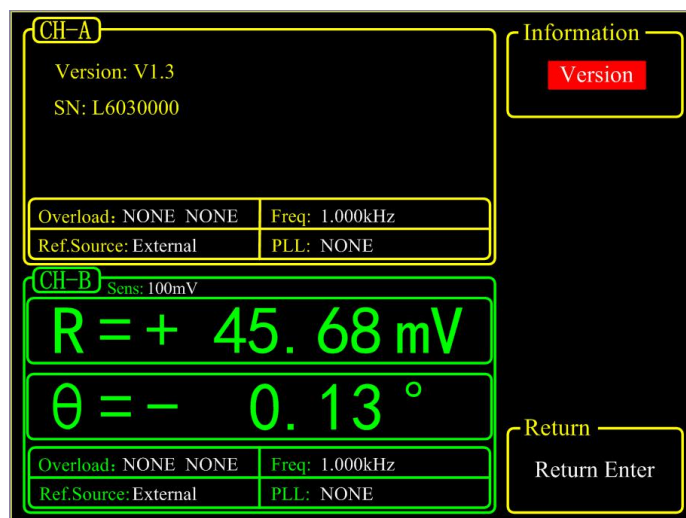 CH-A
Version: V1.3
SN: L6030000
Overload: NONE NONE Freq: 1.000kHz
Ref.Source: External PLL: NONE
CH-B Sens: 100mV
R=+ 45.68 mV
θ=- 0.13 °
Overload: NONE NONE Freq: 1.000kHz
Ref.Source: External PLL: NONE
Information
Version
Return
Return Enter